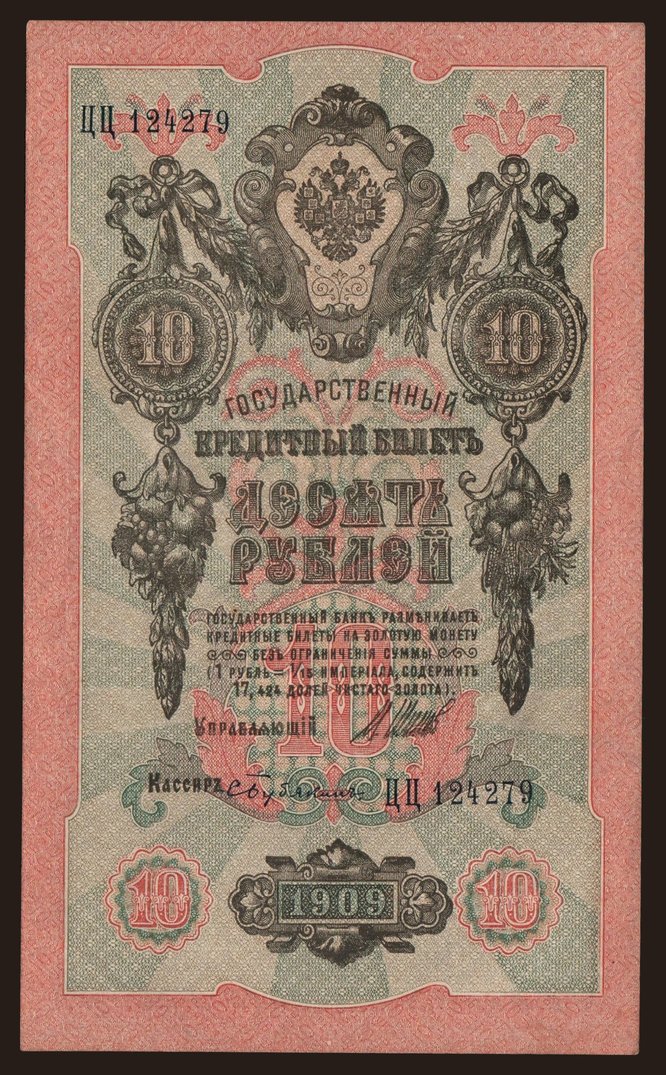 ЦЦ 124279
10 10
ГОСУДАРСТВЕННЫЙ
КРЕДИТНЫЙ БИЛЕТЪ
ДЕСЯТЬ
РУБЛЕЙ
ГОСУДАРСТВЕННЫЙ БАНКЪ РАЗМѢНИВАЕТЪ
КРЕДИТНЫЕ БИЛЕТЫ НА ЗОЛОТУЮ МОНЕТУ
БЕЗЪ ОГРАНИЧЕНІЯ СУММЫ
(1 РУБЛЬ = 1/15 ИМПЕРІАЛА, СОДЕРЖИТЪ
17,424 ДОЛЕЙ ЧИСТАГО ЗОЛОТА).
10
Управляющій
Кассиръ
ЦЦ 124279
10 1909 10